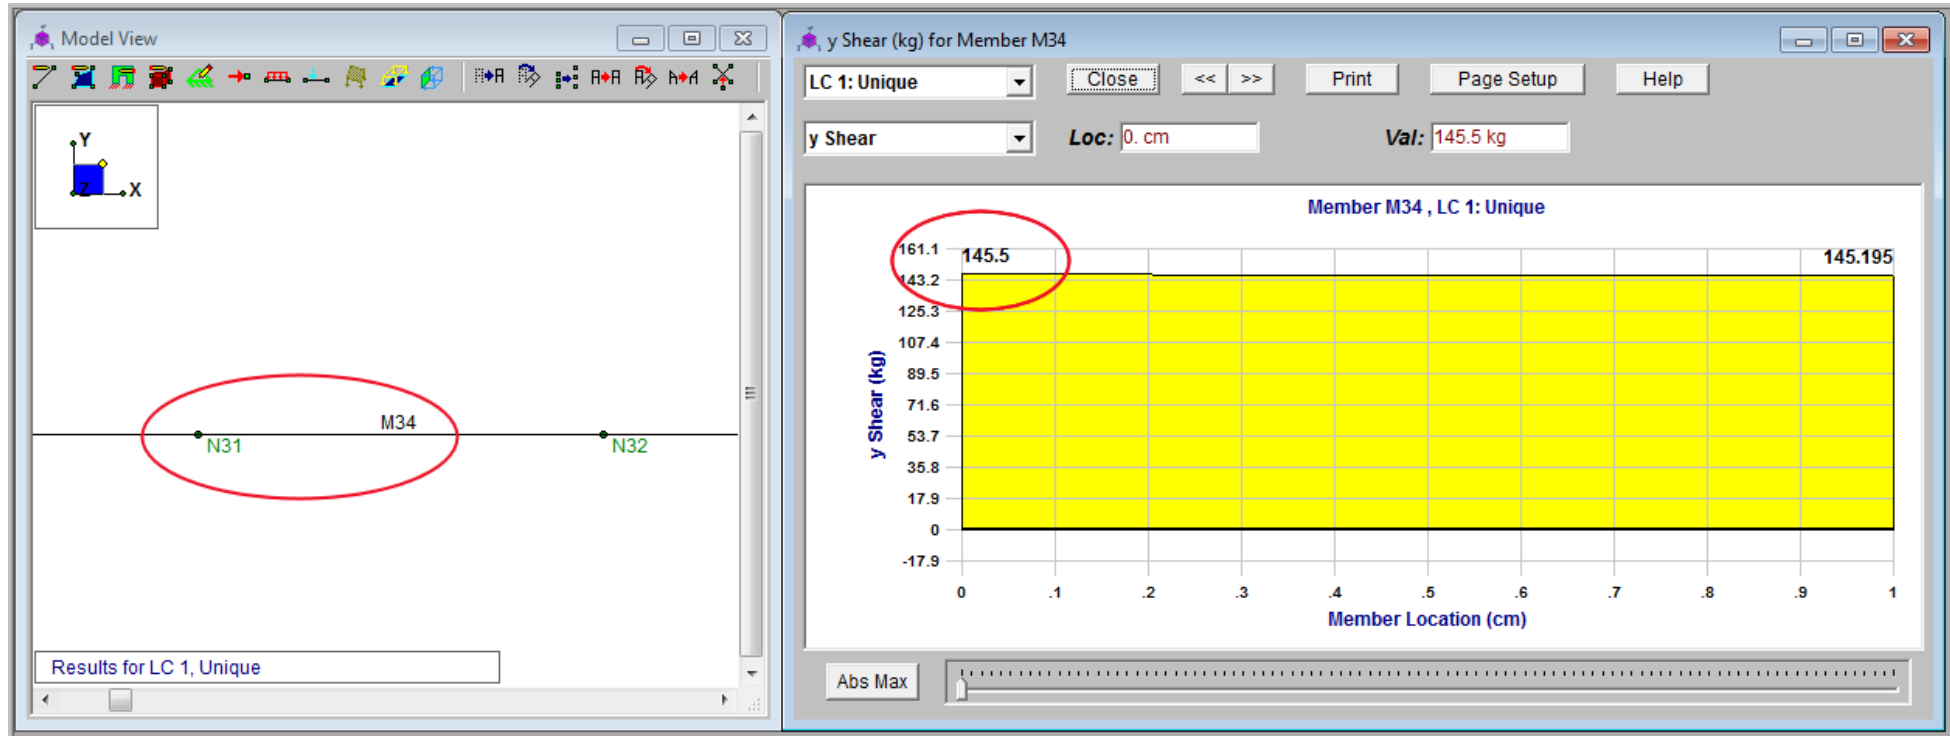 Model View
Y
Z
X
M34
N31
N32
Results for LC 1, Unique
y Shear (kg) for Member M34
LC 1: Unique
Close
<<
>>
Print
Page Setup
Help
y Shear
Loc: 0. cm
Val: 145.5 kg
Member M34 , LC 1: Unique
161.1
145.5
145.195
143.2
125.3
107.4
89.5
71.6
53.7
35.8
17.9
0
-17.9
y Shear (kg)
0 .1 .2 .3 .4 .5 .6 .7 .8 .9 1
Member Location (cm)
Abs Max